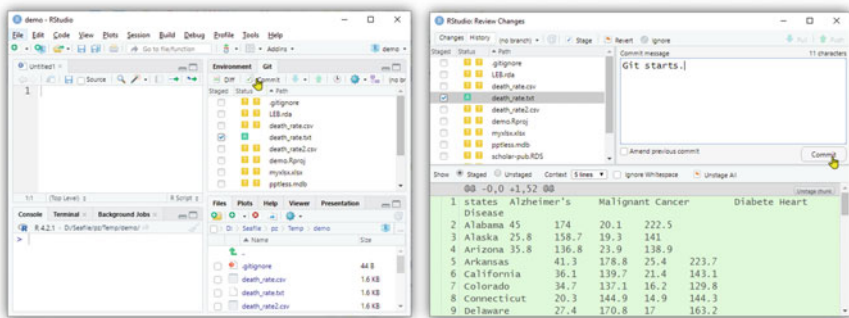 demo - RStudio
File Edit Code View Plots Session Build Debug Profile Tools Help
Go to file/function Addins demo
Untitled1
Source
1
1:1 (Top Level) R Script
Console Terminal Background Jobs
R 4.2.1 · D:/Seafile/pz/Temp/demo/
>
Environment Git
Diff Commit
Staged Status Path
.gitignore
LEB.rda
death_rate.csv
death_rate.txt
death_rate2.csv
demo.Rproj
myxlsx.xlsx
pptless.mdb
Files Plots Help Viewer Presentation
D: Seafile pz Temp demo
Name Size
..
.gitignore 44 B
death_rate.csv 1.6 KB
death_rate.txt 1.6 KB
death_rate2.csv 1.6 KB
RStudio: Review Changes
Changes History (no branch) Stage Revert Ignore Pull Push
Staged Status Path
.gitignore
LEB.rda
death_rate.csv
death_rate.txt
death_rate2.csv
demo.Rproj
myxlsx.xlsx
pptless.mdb
scholar-pub.RDS
Commit message 11 characters
Git starts.
Amend previous commit Commit
Show Staged Unstaged Context 5 lines Ignore Whitespace Unstage All
@@ -0,0 +1,52 @@ Unstage chunk
1 states Alzheimer's Malignant Cancer Diabete Heart
Disease
2 Alabama 45 174 20.1 222.5
3 Alaska 25.8 158.7 19.3 141
4 Arizona 35.8 136.8 23.9 138.9
5 Arkansas 41.3 178.8 25.4 223.7
6 California 36.1 139.7 21.4 143.1
7 Colorado 34.7 137.1 16.2 129.8
8 Connecticut 20.3 144.9 14.9 144.3
9 Delaware 27.4 170.8 17 163.2